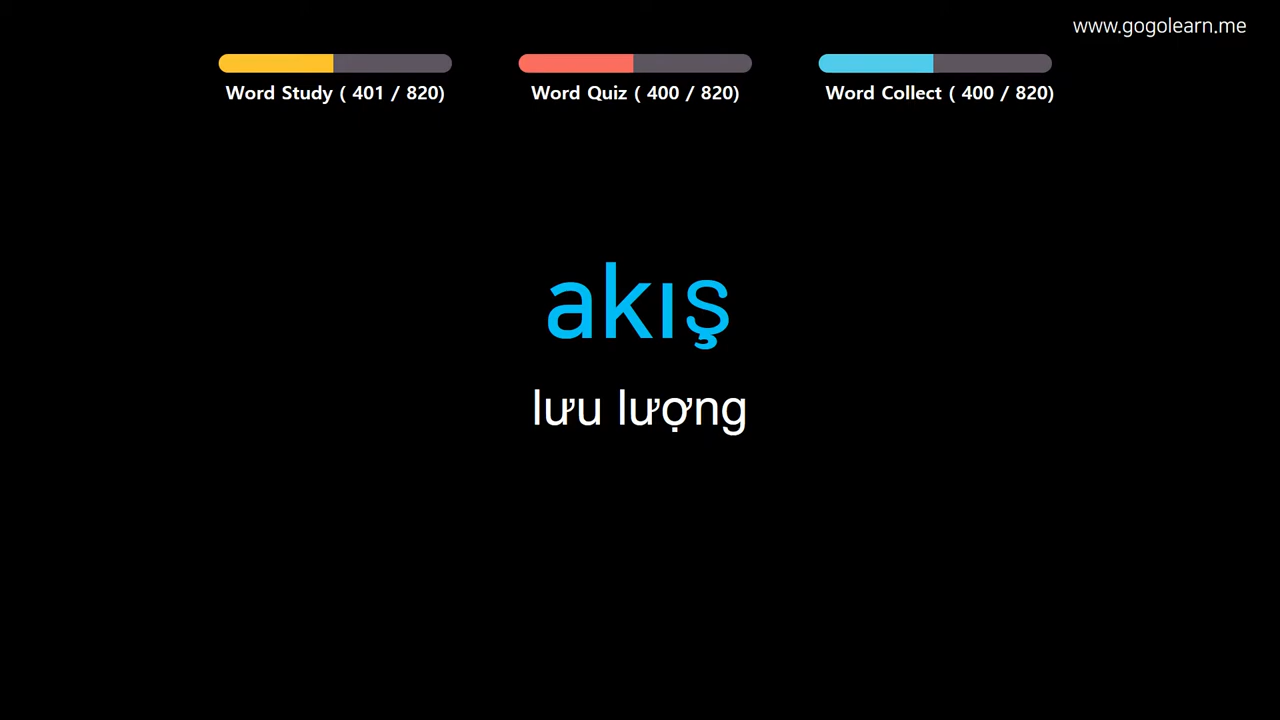 www.gogolearn.me
Word Study ( 401 / 820)
Word Quiz ( 400 / 820)
Word Collect ( 400 / 820)
akış
lưu lượng